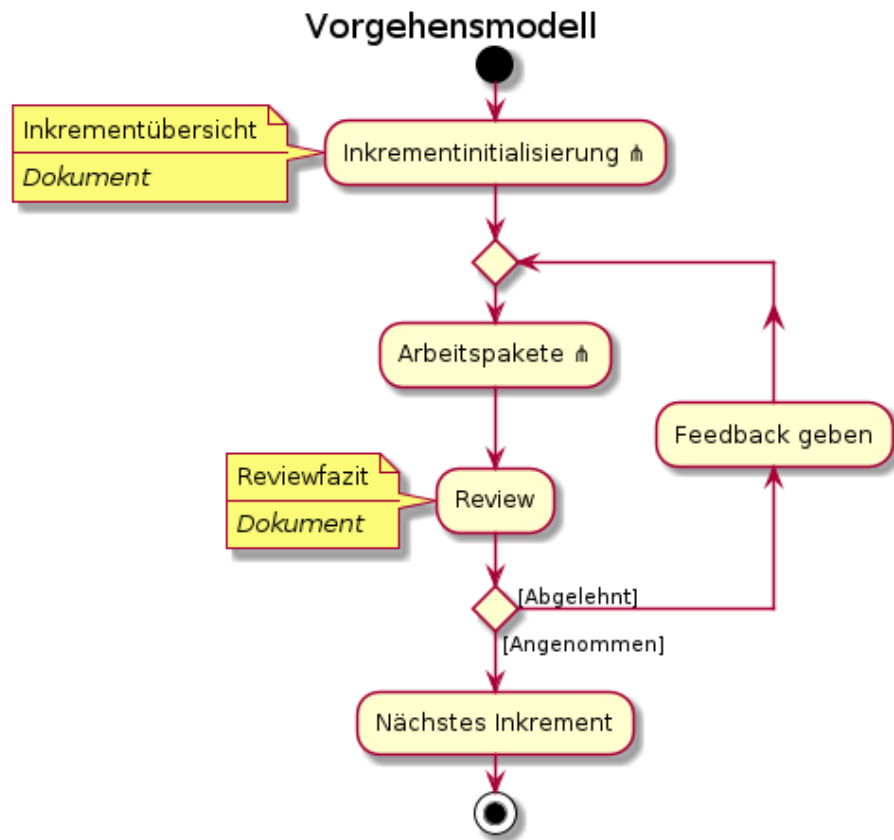 Vorgehensmodell
Inkrementübersicht
Dokument
Inkrementinitialisierung ⋔
Arbeitspakete ⋔
Feedback geben
Reviewfazit
Dokument
Review
[Abgelehnt]
[Angenommen]
Nächstes Inkrement